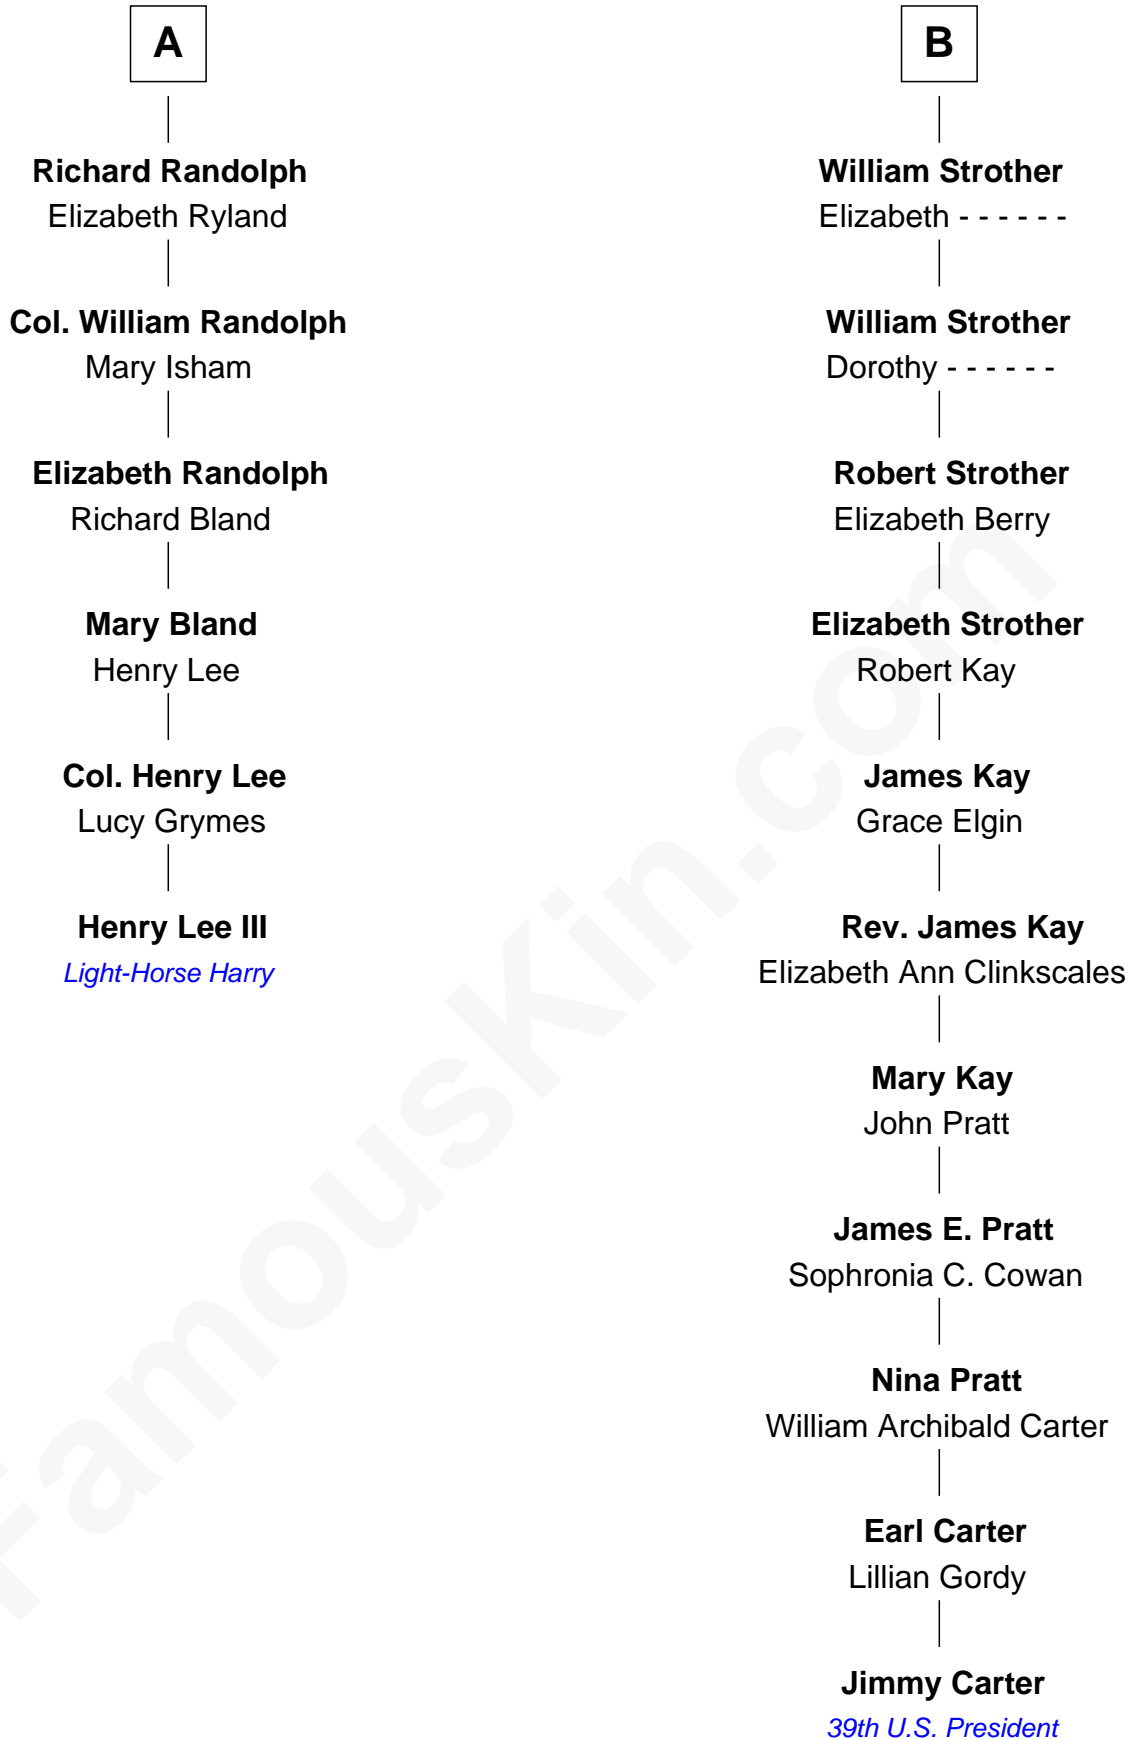 A
Richard Randolph
Elizabeth Ryland
Col. William Randolph
Mary Isham
Elizabeth Randolph
Richard Bland
Mary Bland
Henry Lee
Col. Henry Lee
Lucy Grymes
Henry Lee III
Light-Horse Harry
B
William Strother
Elizabeth - - - - - -
William Strother
Dorothy - - - - - -
Robert Strother
Elizabeth Berry
Elizabeth Strother
Robert Kay
James Kay
Grace Elgin
Rev. James Kay
Elizabeth Ann Clinkscales
Mary Kay
John Pratt
James E. Pratt
Sophronia C. Cowan
Nina Pratt
William Archibald Carter
Earl Carter
Lillian Gordy
Jimmy Carter
39th U.S. President
FamousKin.com